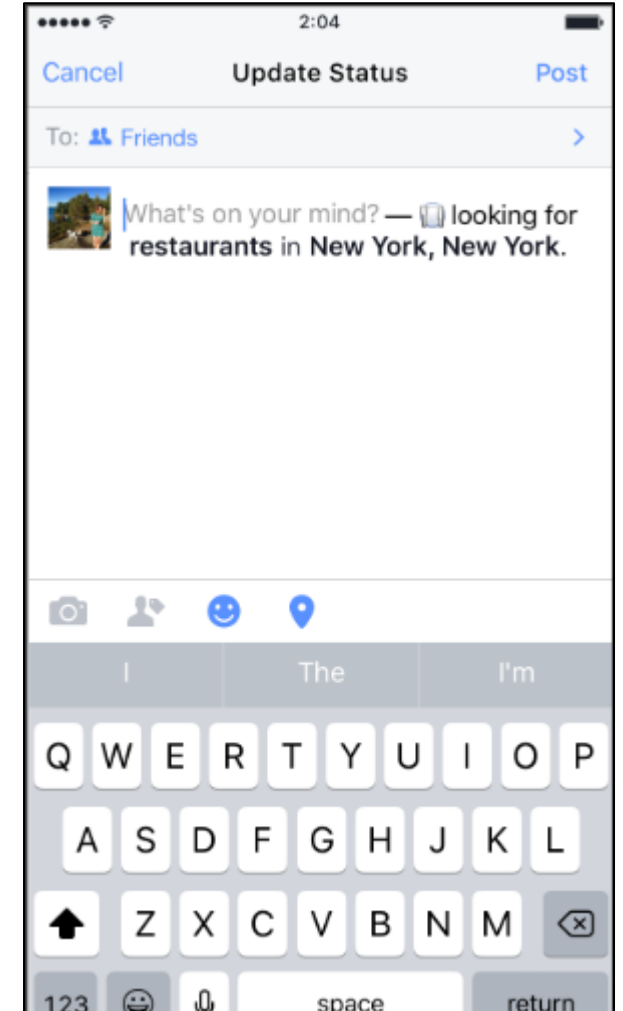 2:04
Cancel Update Status Post
To: Friends
What's on your mind? — looking for
restaurants in New York, New York.
I The I'm
Q W E R T Y U I O P
A S D F G H J K L
Z X C V B N M
123 space return